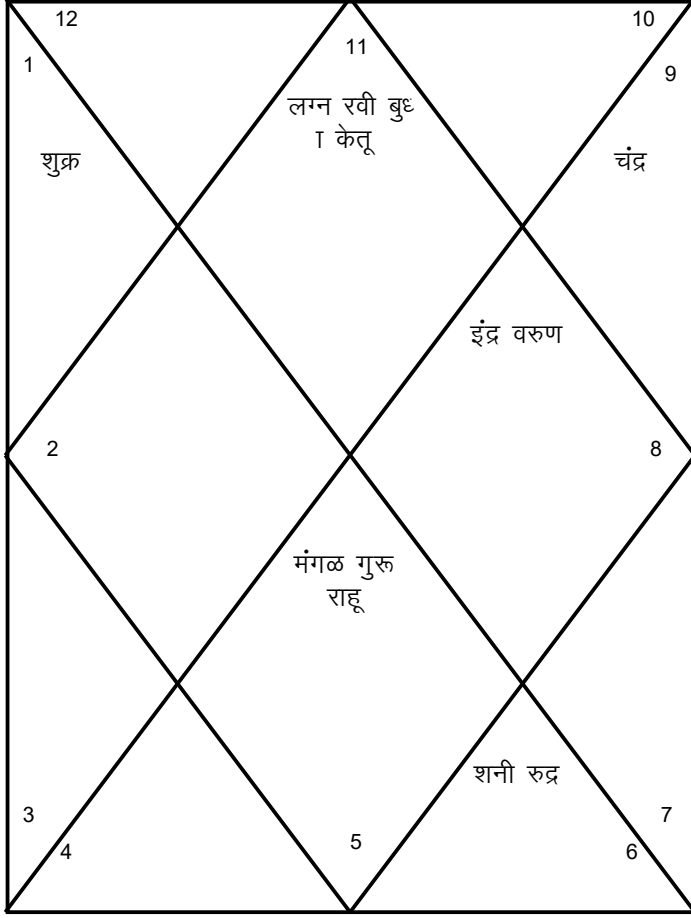 12
10
11
1
9
लग्न रवी बुध
ा केतू
शुक्र
चंद्र
इंद्र वरुण
2
8
मंगळ गुरू
राहू
शनी रुद्र
3
7
5
4
6